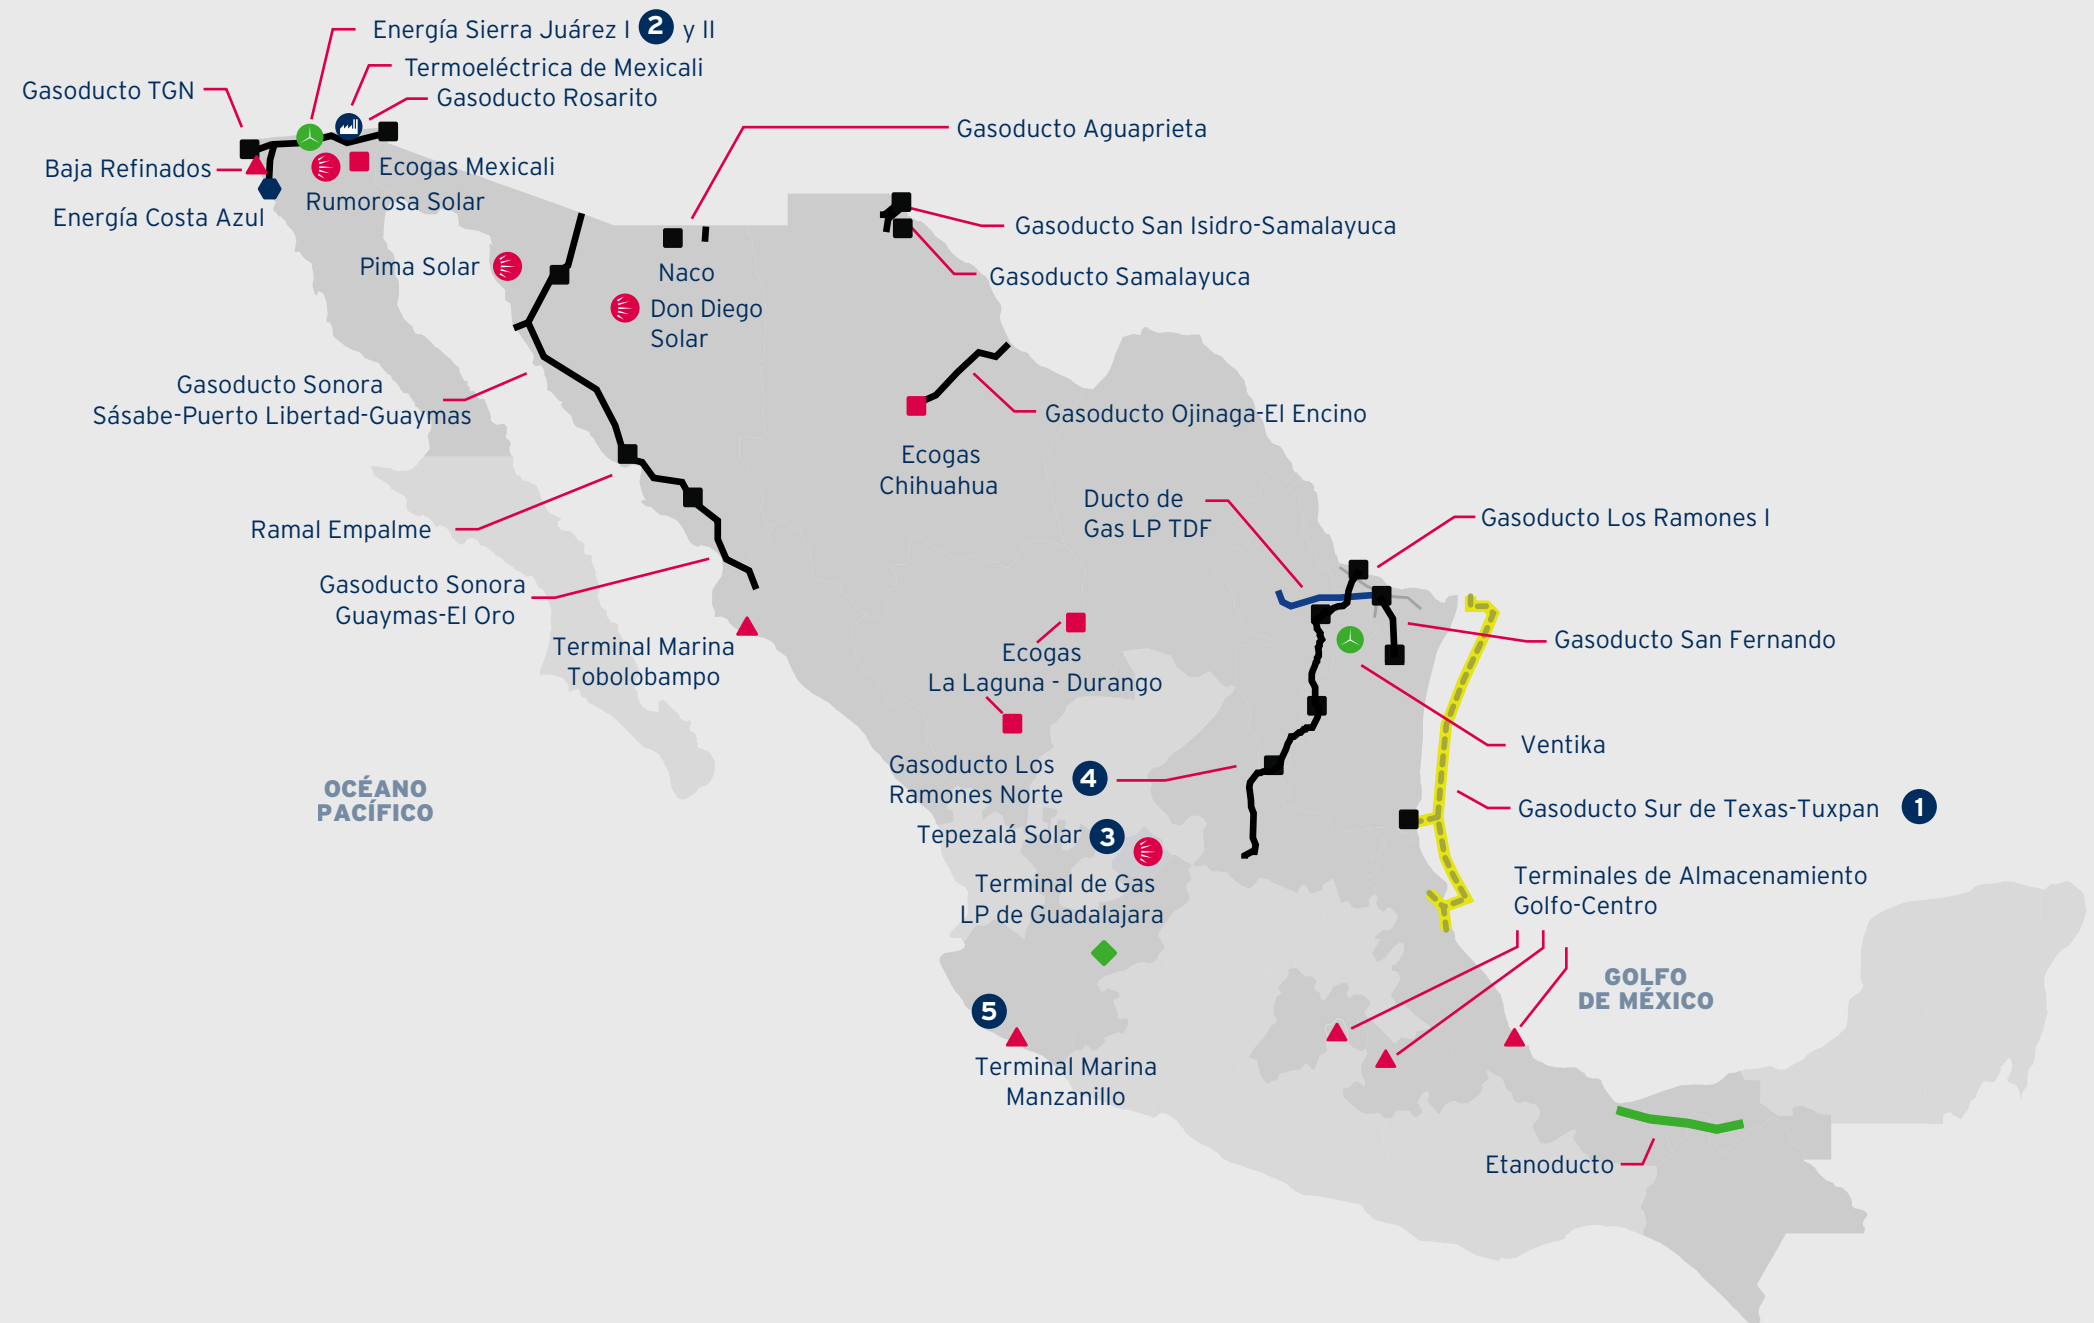 Energía Sierra Juárez I 2 y II
Termoeléctrica de Mexicali
Gasoducto TGN
Gasoducto Rosarito
Gasoducto Aguaprieta
Baja Refinados
Ecogas Mexicali
Rumorosa Solar
Energía Costa Azul
Gasoducto San Isidro-Samalayuca
Pima Solar
Naco
Gasoducto Samalayuca
Don Diego
Solar
Gasoducto Sonora
Sásabe-Puerto Libertad-Guaymas
Gasoducto Ojinaga-El Encino
Ecogas
Chihuahua
Ducto de
Gas LP TDF
Gasoducto Los Ramones I
Ramal Empalme
Gasoducto Sonora
Guaymas-El Oro
Terminal Marina
Tobolobampo
Ecogas
La Laguna - Durango
Gasoducto San Fernando
Ventika
Gasoducto Los
Ramones Norte
4
OCÉANO
PACÍFICO
Gasoducto Sur de Texas-Tuxpan 1
Tepezalá Solar 3
Terminal de Gas
LP de Guadalajara
Terminales de Almacenamiento
Golfo-Centro
GOLFO
DE MÉXICO
5
Terminal Marina
Manzanillo
Etanoducto